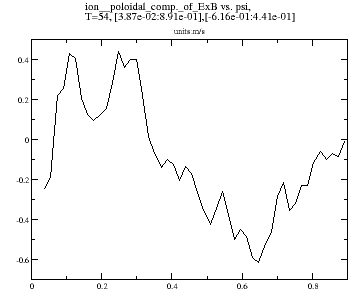 ion__poloidal_comp._of_ExB vs. psi,
T=54, [3.87e-02:8.91e-01],[-6.16e-01:4.41e-01]
units:m/s
0.4
0.2
0
-0.2
-0.4
-0.6
0 0.2 0.4 0.6 0.8